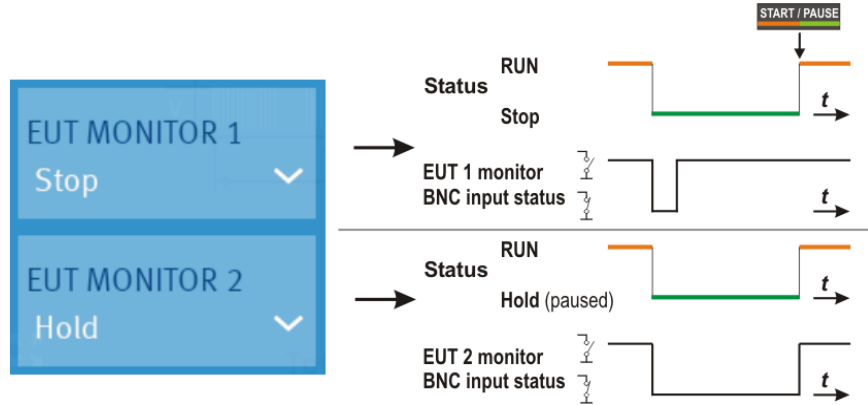 START / PAUSE
EUT MONITOR 1
Stop
Status
RUN
Stop
t
EUT 1 monitor
BNC input status
t
EUT MONITOR 2
Hold
Status
RUN
Hold (paused)
t
EUT 2 monitor
BNC input status
t